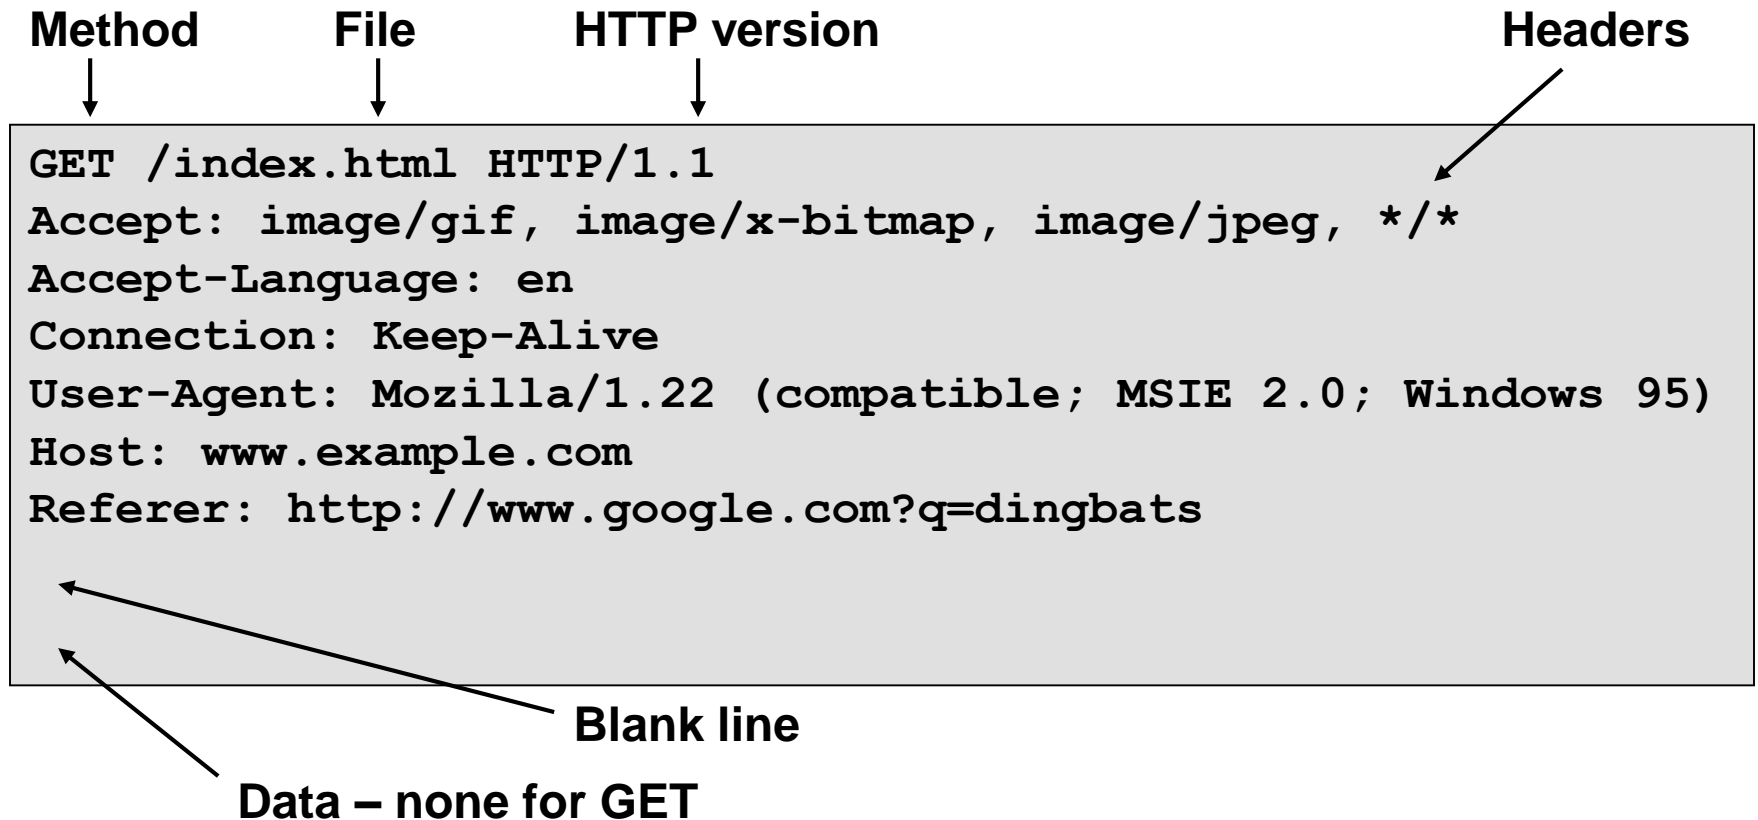 Method File HTTP version Headers
GET /index.html HTTP/1.1
Accept: image/gif, image/x-bitmap, image/jpeg, */*
Accept-Language: en
Connection: Keep-Alive
User-Agent: Mozilla/1.22 (compatible; MSIE 2.0; Windows 95)
Host: www.example.com
Referer: http://www.google.com?q=dingbats
Blank line
Data – none for GET